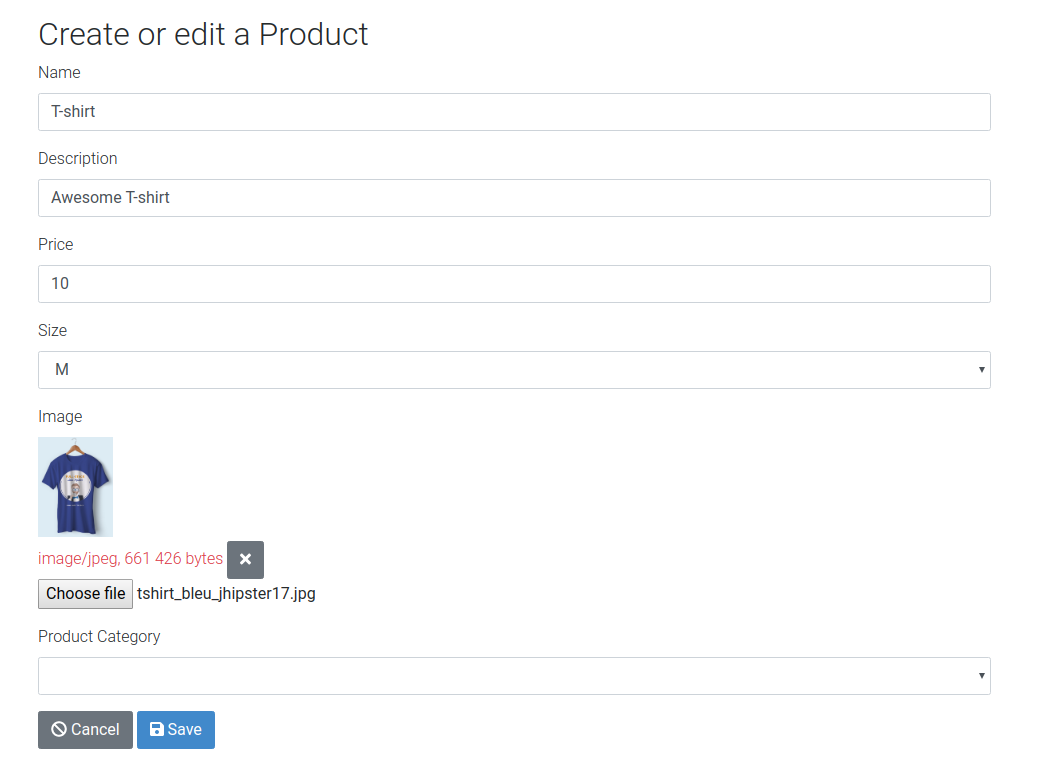 Create or edit a Product
Name
T-shirt
Description
Awesome T-shirt
Price
10
Size
M
Image
image/jpeg, 661 426 bytes
Choose file tshirt_bleu_jhipster17.jpg
Product Category
Cancel Save